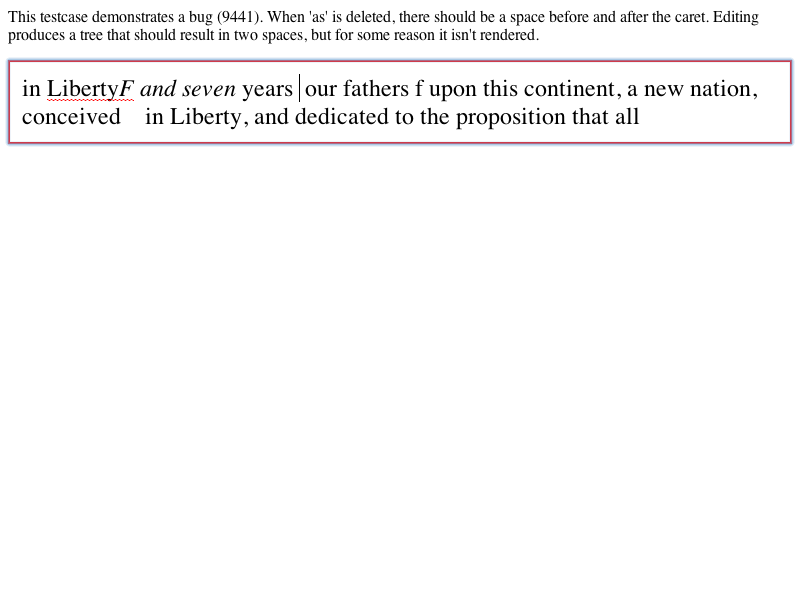 This testcase demonstrates a bug (9441). When 'as' is deleted, there should be a space before and after the caret. Editing
produces a tree that should result in two spaces, but for some reason it isn't rendered.
in LibertyF and seven years our fathers f upon this continent, a new nation,
conceived    in Liberty, and dedicated to the proposition that all